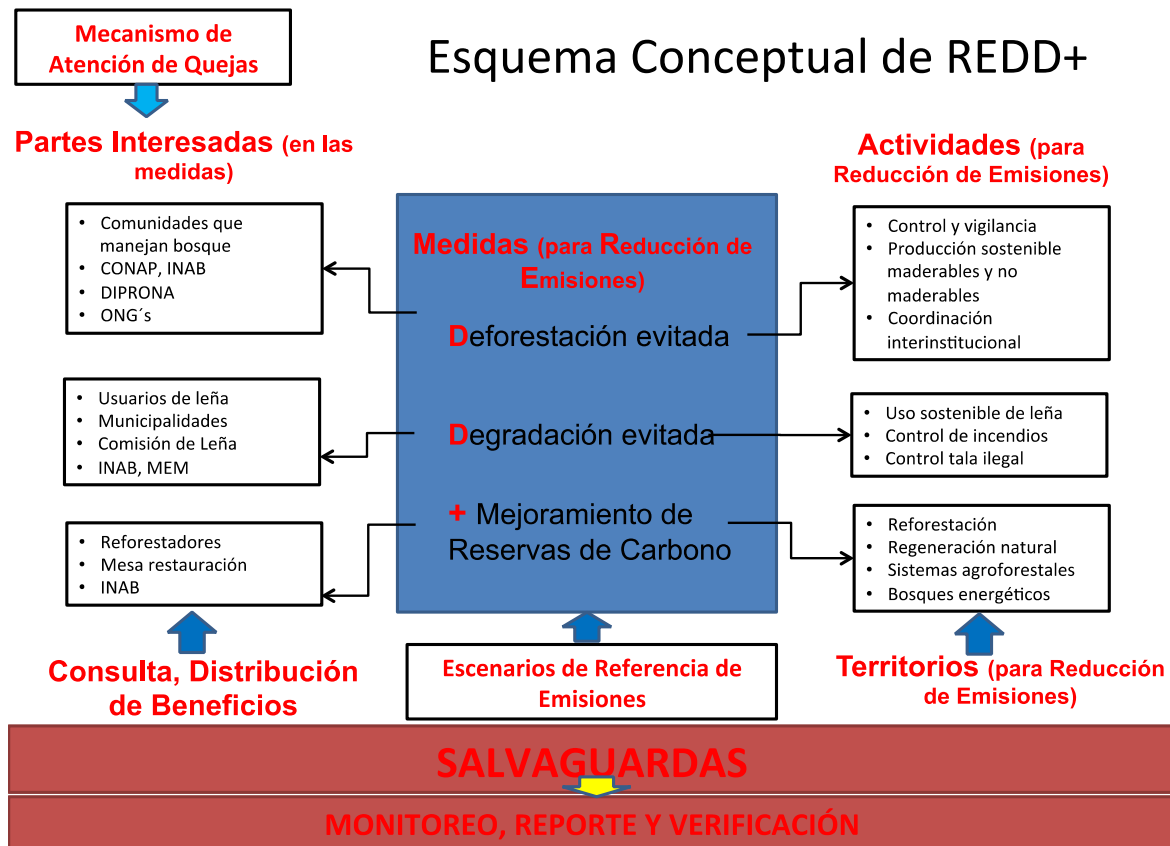 Mecanismo de
Atención de Quejas
Esquema Conceptual de REDD+
Partes Interesadas (en las
medidas)
• Comunidades que
manejan bosque
• CONAP, INAB
• DIPRONA
• ONG´s
• Usuarios de leña
• Municipalidades
• Comisión de Leña
• INAB, MEM
• Reforestadores
• Mesa restauración
• INAB
Consulta, Distribución
de Beneficios
Medidas (para Reducción de
Emisiones)
Deforestación evitada
Degradación evitada
+ Mejoramiento de
Reservas de Carbono
Escenarios de Referencia de
Emisiones
Actividades (para
Reducción de Emisiones)
• Control y vigilancia
• Producción sostenible
maderables y no
maderables
• Coordinación
interinstitucional
• Uso sostenible de leña
• Control de incendios
• Control tala ilegal
• Reforestación
• Regeneración natural
• Sistemas agroforestales
• Bosques energéticos
Territorios (para Reducción
de Emisiones)
SALVAGUARDAS
MONITOREO, REPORTE Y VERIFICACIÓN